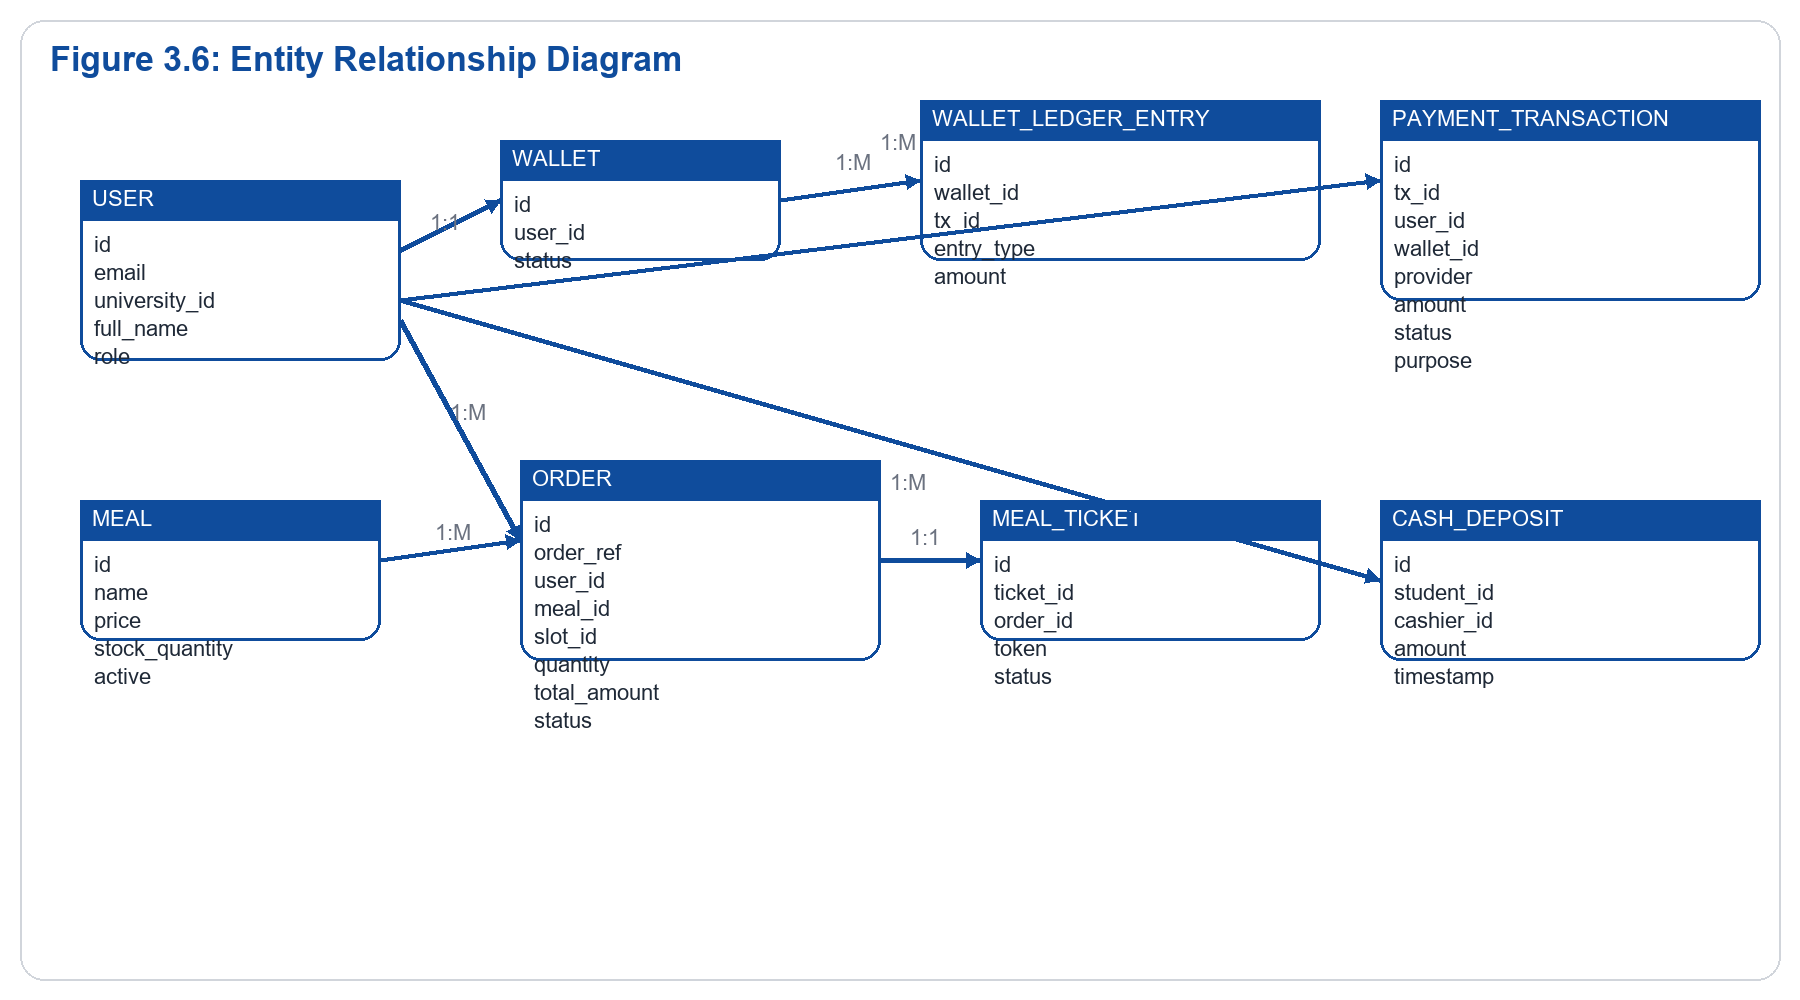 Figure 3.6: Entity Relationship Diagram
USER
id
email
university_id
full_name
role
1:1
WALLET
id
user_id
status
1:M
1:M
WALLET_LEDGER_ENTRY
id
wallet_id
tx_id
entry_type
amount
PAYMENT_TRANSACTION
id
tx_id
user_id
wallet_id
provider
amount
status
purpose
1:M
MEAL
id
name
price
stock_quantity
active
1:M
ORDER
id
order_ref
user_id
meal_id
slot_id
quantity
total_amount
status
1:M
1:1
MEAL_TICKET
id
ticket_id
order_id
token
status
CASH_DEPOSIT
id
student_id
cashier_id
amount
timestamp